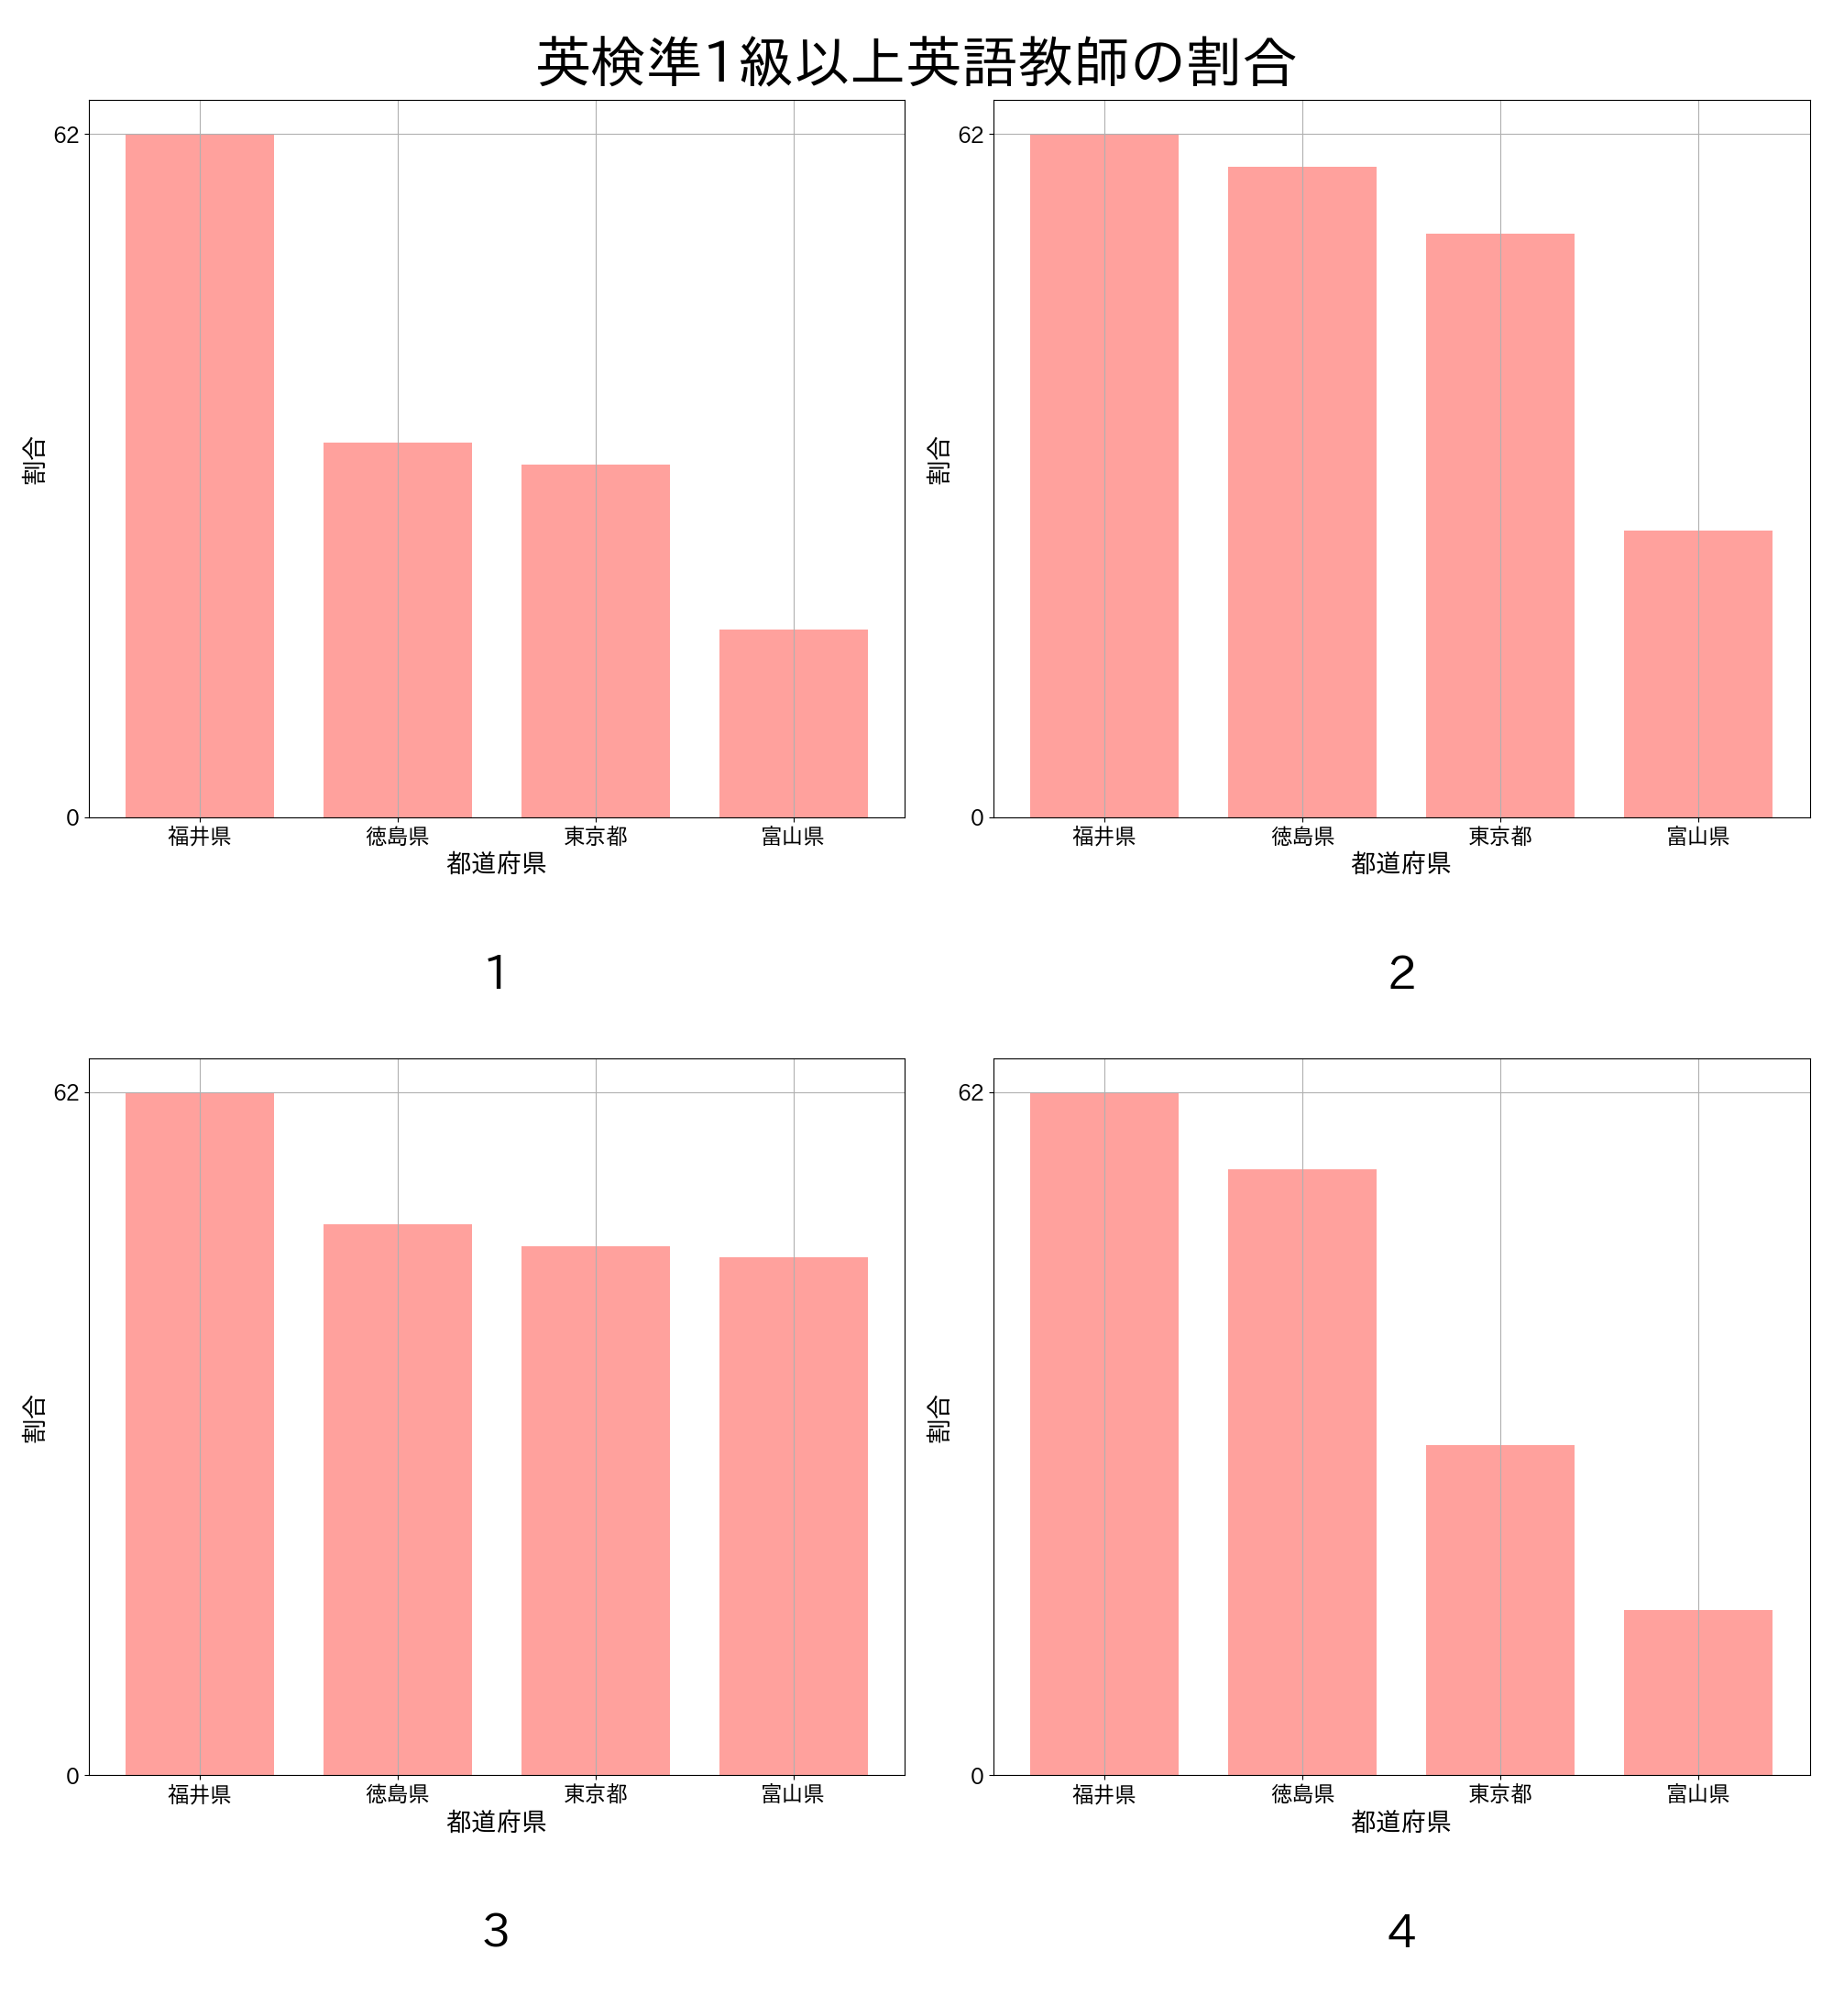 英検準1級以上英語教師の割合
62
0
割合
福井県 徳島県 東京都 富山県
都道府県
1
62
0
割合
福井県 徳島県 東京都 富山県
都道府県
2
62
0
割合
福井県 徳島県 東京都 富山県
都道府県
3
62
0
割合
福井県 徳島県 東京都 富山県
都道府県
4